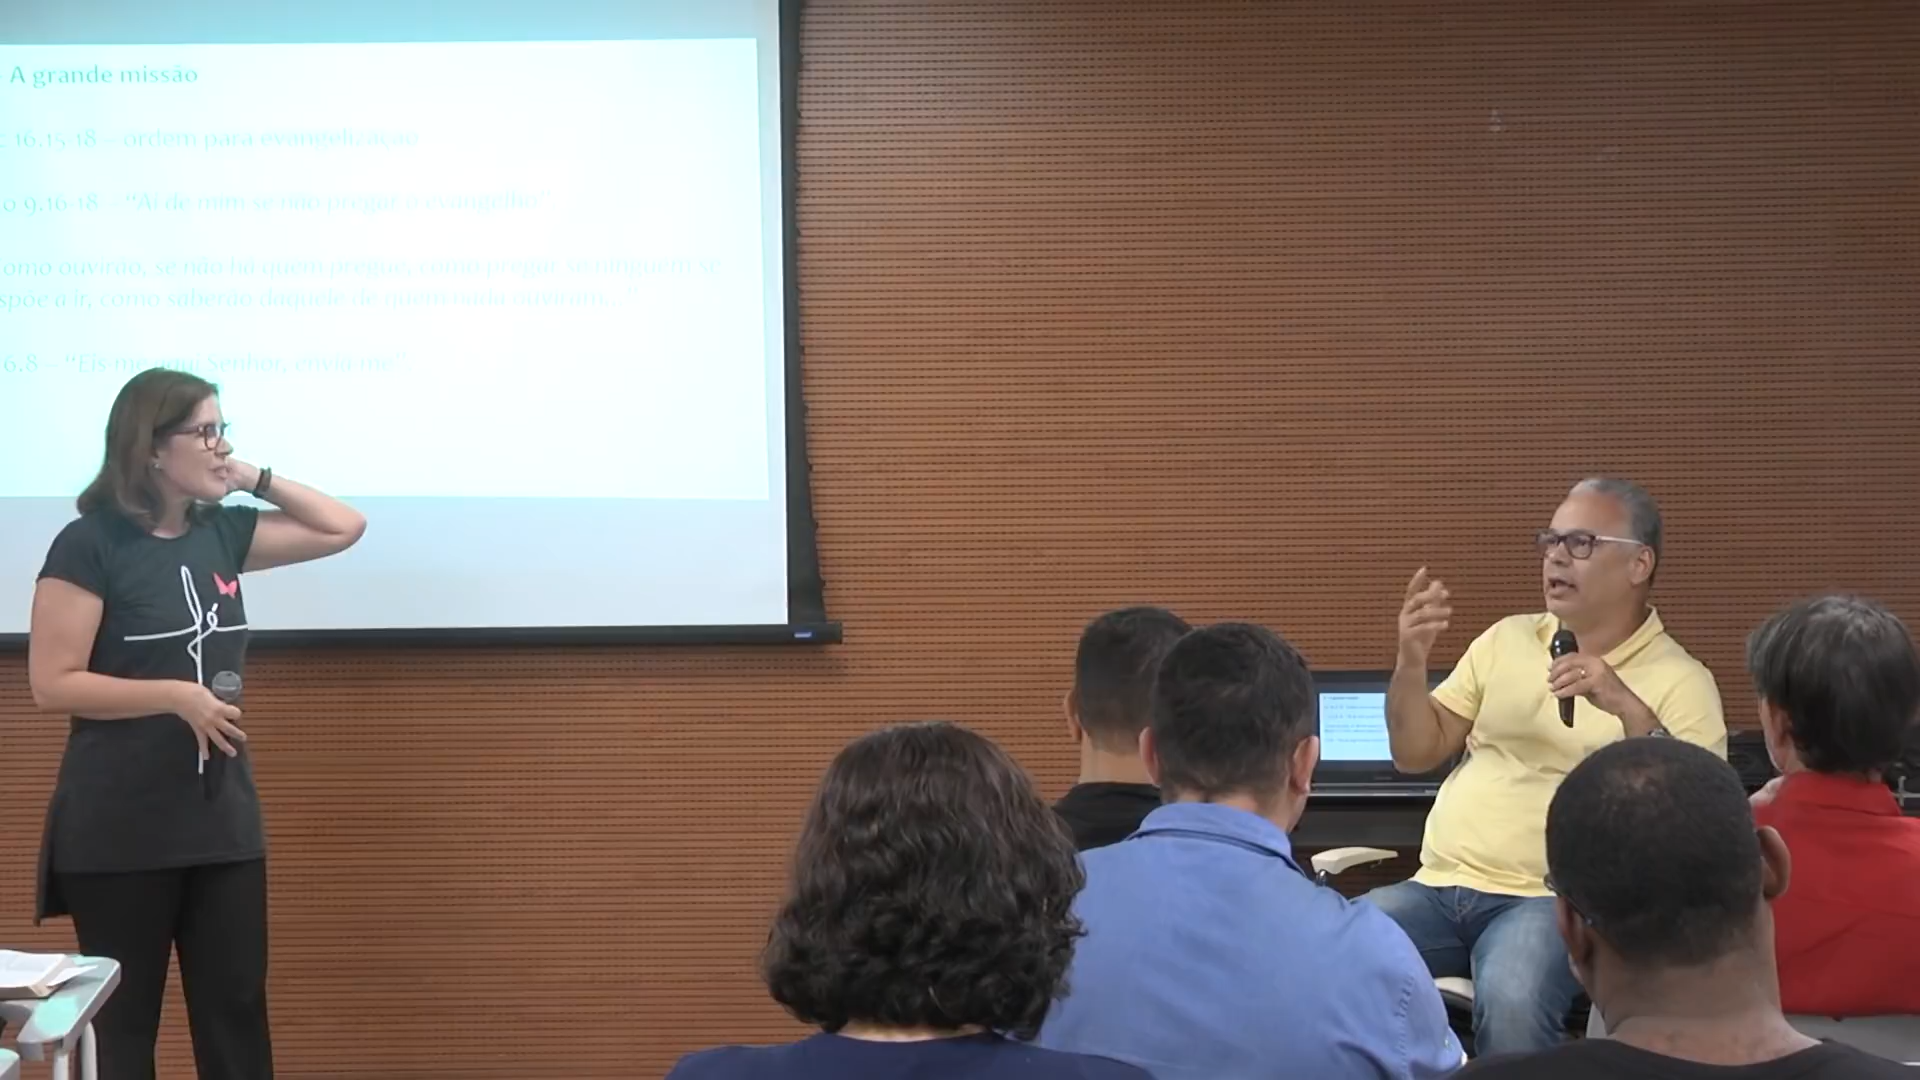 - A grande missão
16.15-18 – ordem para evangelização
9.16-18 – “Ai de mim se não pregar o evangelho”
omo ouvirão, se não há quem pregue, como pregar se ninguém se
spõe a ir, como saberão daquele de quem nada ouviram...”
6.8 – “Eis me aqui Senhor, envia-me”.
fé